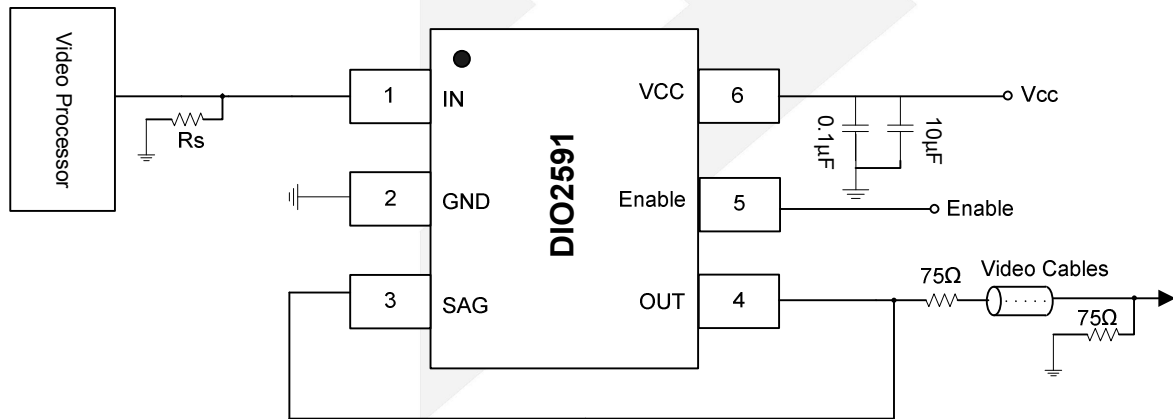 Video Processor
Rs
1
IN
2
GND
3
SAG
DIO2591
VCC
6
Enable
5
OUT
4
0.1µF
10µF
Vcc
Enable
75Ω
Video Cables
75Ω